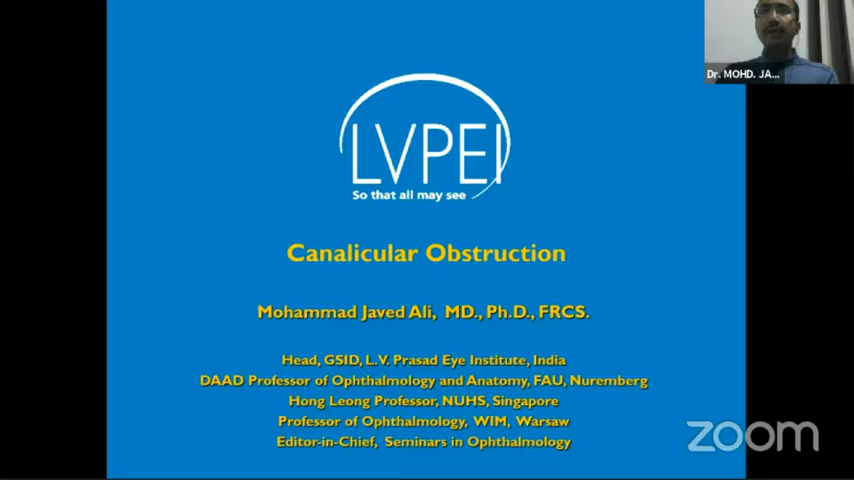 Dr. MOHD. JA...
LVPEI
So that all may see
Canalicular Obstruction
Mohammad Javed Ali, MD., Ph.D., FRCS.
Head, GSID, L.V. Prasad Eye Institute, India
DAAD Professor of Ophthalmology and Anatomy, FAU, Nuremberg
Hong Leong Professor, NUHS, Singapore
Professor of Ophthalmology, WIM, Warsaw
Editor-in-Chief, Seminars in Ophthalmology
zoom